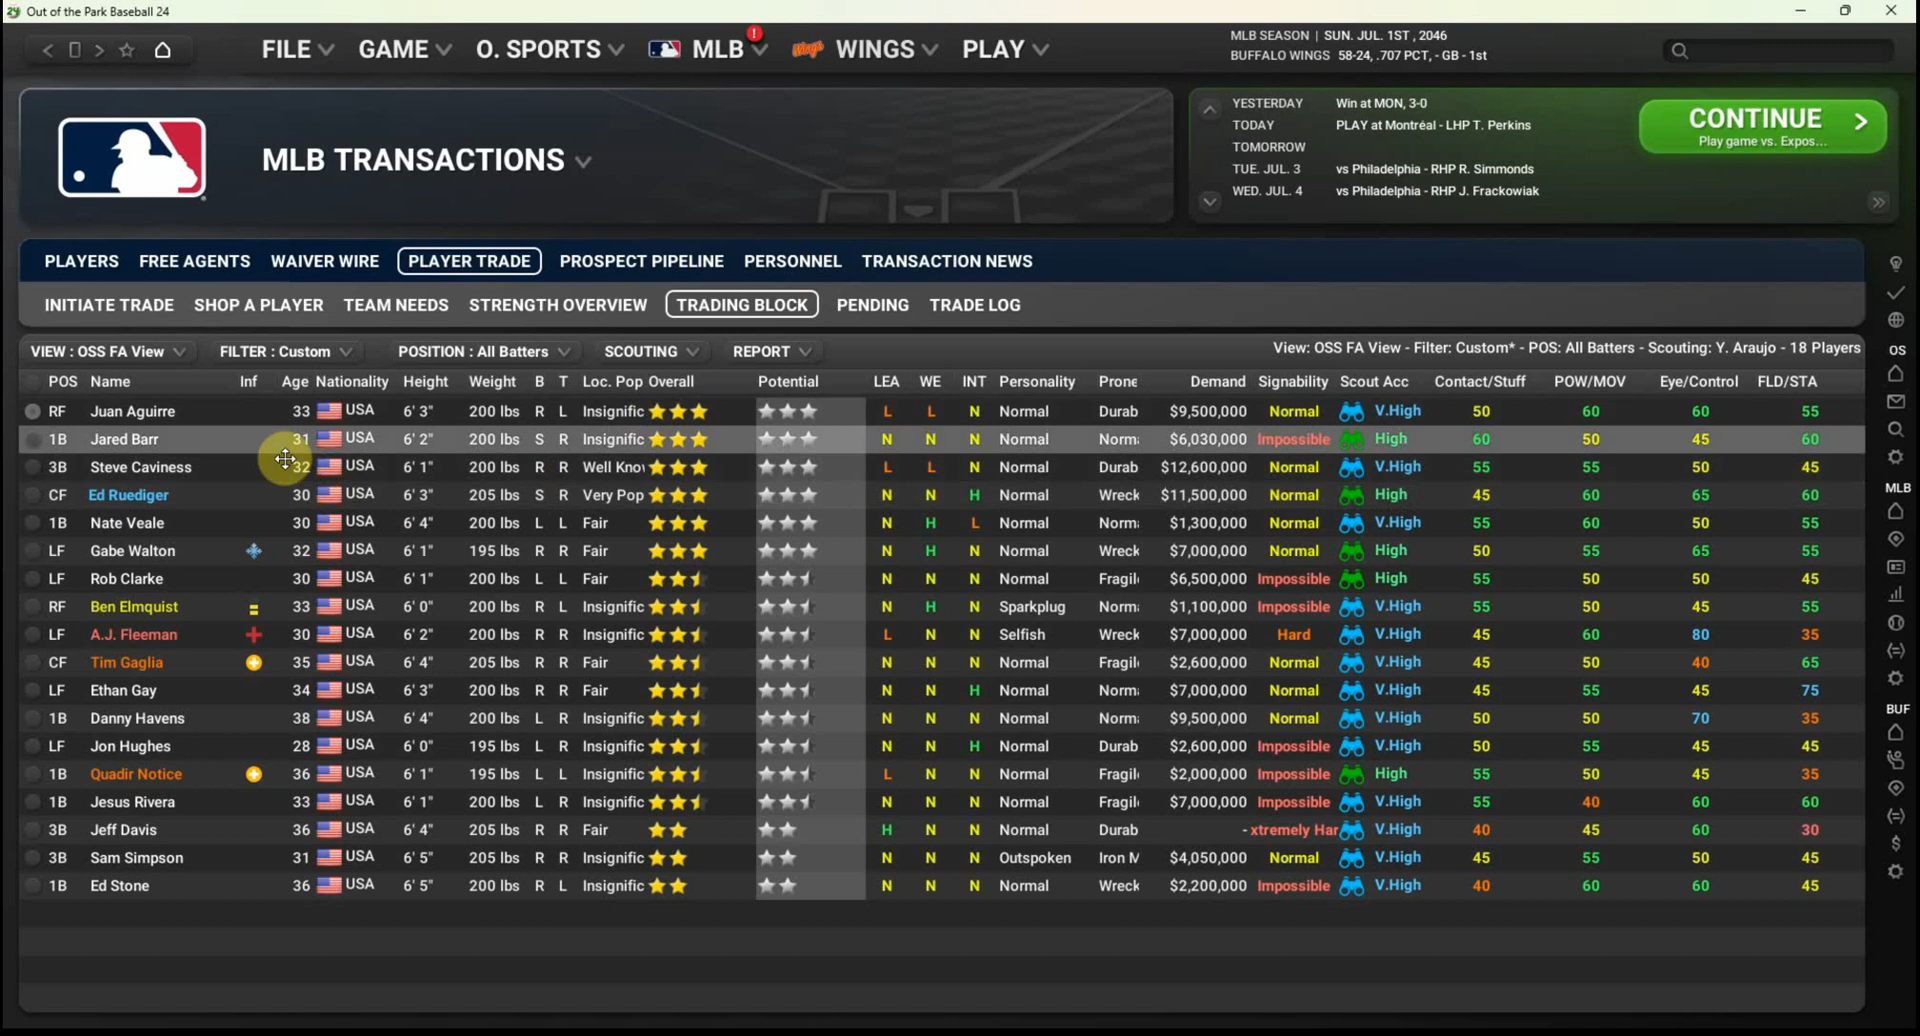 24 Out of the Park Baseball 24
FILE GAME O. SPORTS MLB ! Wings WINGS PLAY
MLB SEASON | SUN. JUL. 1ST , 2046
BUFFALO WINGS 58-24, .707 PCT, - GB - 1st
MLB TRANSACTIONS
YESTERDAY Win at MON, 3-0
TODAY PLAY at Montréal - LHP T. Perkins
TOMORROW
TUE. JUL. 3 vs Philadelphia - RHP R. Simmonds
WED. JUL. 4 vs Philadelphia - RHP J. Frackowiak
CONTINUE
Play game vs. Expos...
PLAYERS FREE AGENTS WAIVER WIRE PLAYER TRADE PROSPECT PIPELINE PERSONNEL TRANSACTION NEWS
INITIATE TRADE SHOP A PLAYER TEAM NEEDS STRENGTH OVERVIEW TRADING BLOCK PENDING TRADE LOG
VIEW : OSS FA View FILTER : Custom POSITION : All Batters SCOUTING REPORT View: OSS FA View - Filter: Custom* - POS: All Batters - Scouting: Y. Araujo - 18 Players
POS Name Inf Age Nationality Height Weight B T Loc. Pop Overall Potential LEA WE INT Personality Prone Demand Signability Scout Acc Contact/Stuff POW/MOV Eye/Control FLD/STA
RF Juan Aguirre 33 USA 6' 3" 200 lbs R L Insignific L L N Normal Durab $9,500,000 Normal V.High 50 60 60 55
1B Jared Barr 31 USA 6' 2" 200 lbs S R Insignific N N N Normal Norm $6,030,000 Impossible High 60 50 45 60
3B Steve Caviness 32 USA 6' 1" 200 lbs R R Well Know L L N Normal Durab $12,600,000 Normal V.High 55 55 50 45
CF Ed Ruediger 30 USA 6' 3" 205 lbs S R Very Pop N N H Normal Wreck $11,500,000 Normal High 45 60 65 60
1B Nate Veale 30 USA 6' 4" 200 lbs L L Fair N H L Normal Norm $1,300,000 Normal V.High 55 60 50 55
LF Gabe Walton 32 USA 6' 1" 195 lbs R R Fair N H N Normal Wreck $7,000,000 Normal High 50 55 65 55
LF Rob Clarke 30 USA 6' 1" 200 lbs L L Fair N N N Normal Fragil $6,500,000 Impossible High 55 50 50 45
RF Ben Elmquist 33 USA 6' 0" 200 lbs R L Insignific N H N Sparkplug Norm $1,100,000 Impossible V.High 55 50 45 55
LF A.J. Fleeman 30 USA 6' 2" 200 lbs R R Insignific L N N Selfish Wreck $7,000,000 Hard V.High 45 60 80 35
CF Tim Gaglia 35 USA 6' 4" 205 lbs R R Fair N N N Normal Fragil $2,600,000 Normal V.High 45 50 40 65
LF Ethan Gay 34 USA 6' 3" 200 lbs R R Fair N N H Normal Norm $7,000,000 Normal V.High 45 55 45 75
1B Danny Havens 38 USA 6' 4" 200 lbs L R Insignific N N N Normal Norm $9,500,000 Normal V.High 50 50 70 35
LF Jon Hughes 28 USA 6' 0" 195 lbs L R Insignific N N H Normal Durab $2,600,000 Impossible V.High 50 55 45 45
1B Quadir Notice 36 USA 6' 1" 195 lbs L L Insignific L N N Normal Fragil $2,000,000 Impossible High 55 50 45 35
1B Jesus Rivera 33 USA 6' 1" 200 lbs L R Insignific N N N Normal Fragil $7,000,000 Impossible V.High 55 40 60 60
3B Jeff Davis 36 USA 6' 4" 205 lbs R R Fair H N N Normal Durab - xtremely Har V.High 40 45 60 30
3B Sam Simpson 31 USA 6' 5" 205 lbs R R Insignific N N N Outspoken Iron M $4,050,000 Normal V.High 45 55 50 45
1B Ed Stone 36 USA 6' 5" 200 lbs R L Insignific N N N Normal Wreck $2,200,000 Impossible V.High 40 60 60 45
OS
MLB
BUF